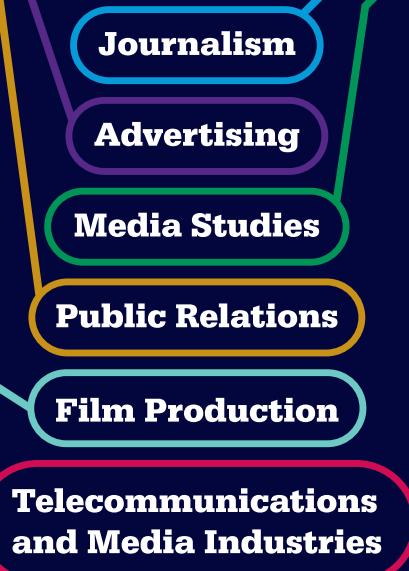 Journalism
Advertising
Media Studies
Public Relations
Film Production
Telecommunications
and Media Industries